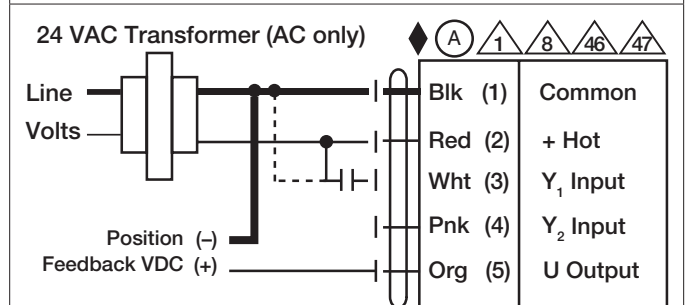 24 VAC Transformer (AC only)
A 1 8 46 47
Line
Volts
Blk (1) Common
Red (2) + Hot
Wht (3) Y1 Input
Pnk (4) Y2 Input
Org (5) U Output
Position (–)
Feedback VDC (+)